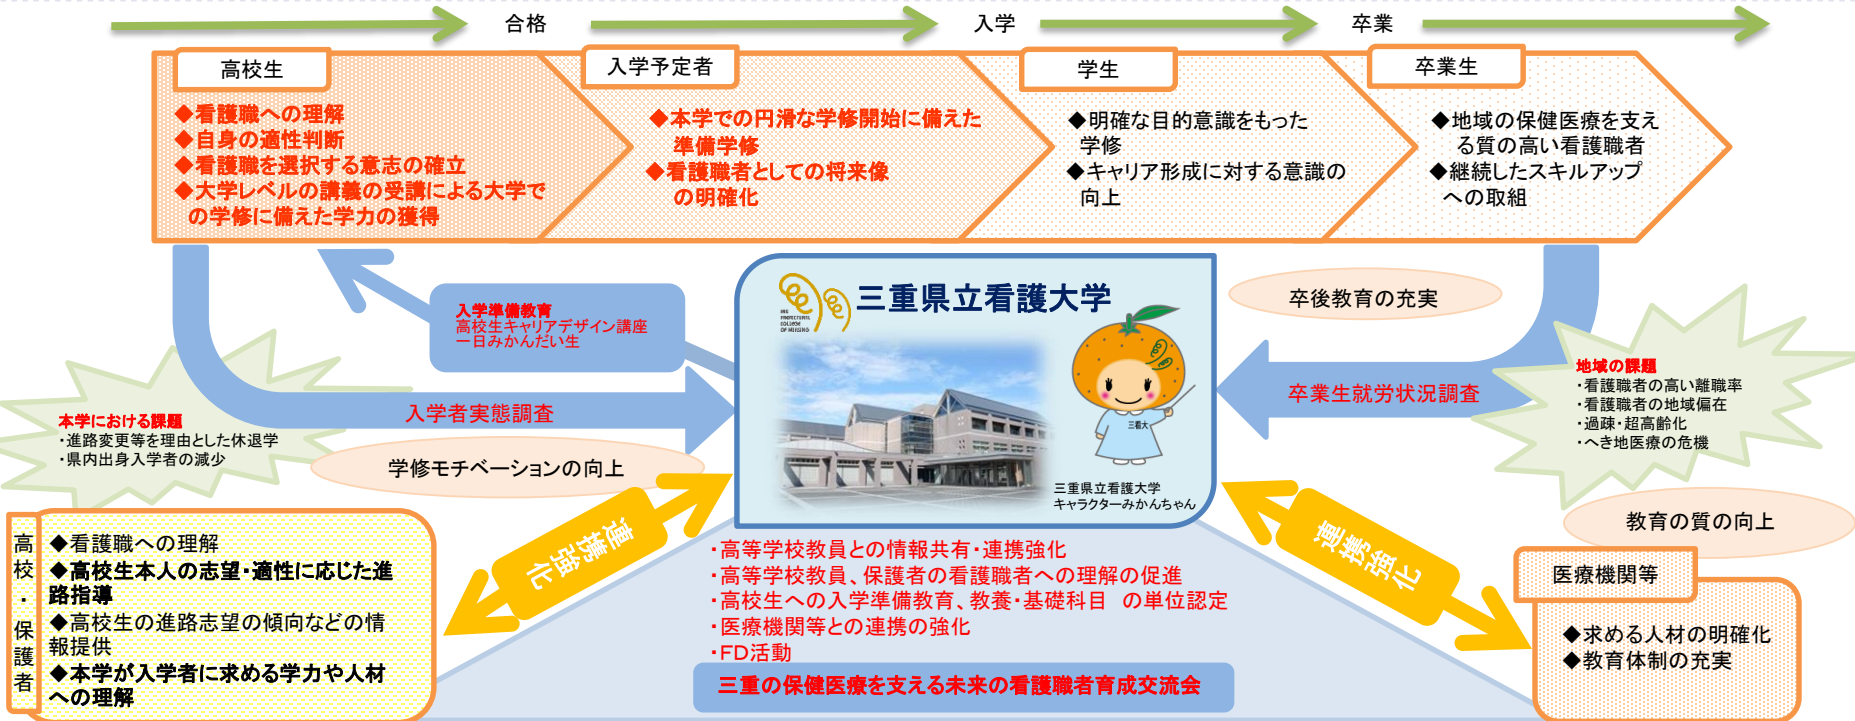 合格
入学
卒業
高校生
◆看護職への理解
◆自身の適性判断
◆看護職を選択する意志の確立
◆大学レベルの講義の受講による大学で
の学修に備えた学力の獲得
入学予定者
◆本学での円滑な学修開始に備えた
準備学修
◆看護職者としての将来像
の明確化
学生
◆明確な目的意識をもった
学修
◆キャリア形成に対する意識の
向上
卒業生
◆地域の保健医療を支え
る質の高い看護職者
◆継続したスキルアップ
への取組
入学準備教育
高校生キャリアデザイン講座
一日みかんだい生
MIE
PREFECTURAL
COLLEGE
OF NURSING
三重県立看護大学
三看大
三重県立看護大学
キャラクターみかんちゃん
卒後教育の充実
本学における課題
・進路変更等を理由とした休退学
・県内出身入学者の減少
入学者実態調査
卒業生就労状況調査
地域の課題
・看護職者の高い離職率
・看護職者の地域偏在
・過疎・超高齢化
・へき地医療の危機
学修モチベーションの向上
教育の質の向上
連携強化
連携強化
高校・保護者
◆看護職への理解
◆高校生本人の志望・適性に応じた進
路指導
◆高校生の進路志望の傾向などの情
報提供
◆本学が入学者に求める学力や人材
への理解
・高等学校教員との情報共有・連携強化
・高等学校教員、保護者の看護職者への理解の促進
・高校生への入学準備教育、教養・基礎科目 の単位認定
・医療機関等との連携の強化
・FD活動
三重の保健医療を支える未来の看護職者育成交流会
医療機関等
◆求める人材の明確化
◆教育体制の充実